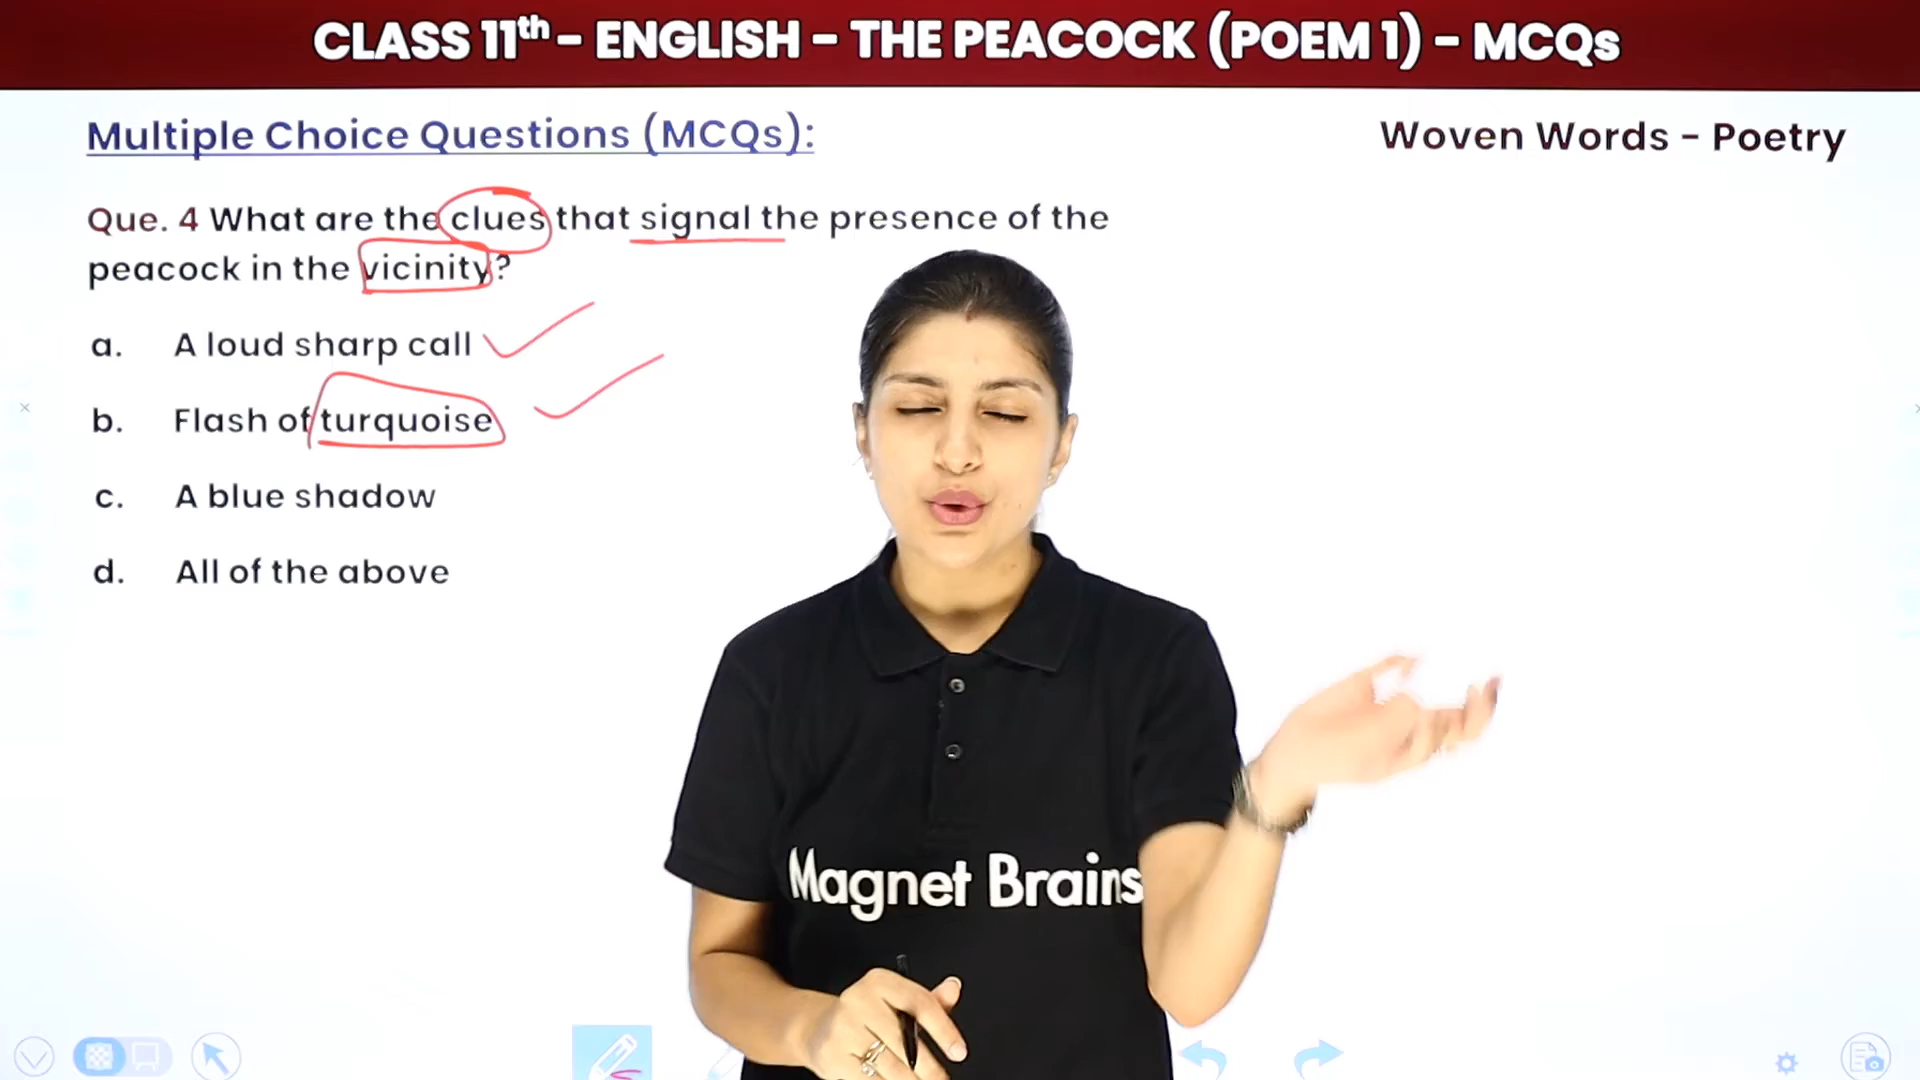 CLASS 11th - ENGLISH - THE PEACOCK (POEM 1) - MCQs
Multiple Choice Questions (MCQs):
Woven Words - Poetry
Que. 4 What are the clues that signal the presence of the
peacock in the vicinity?
a. A loud sharp call
b. Flash of turquoise
c. A blue shadow
d. All of the above
Magnet Brains